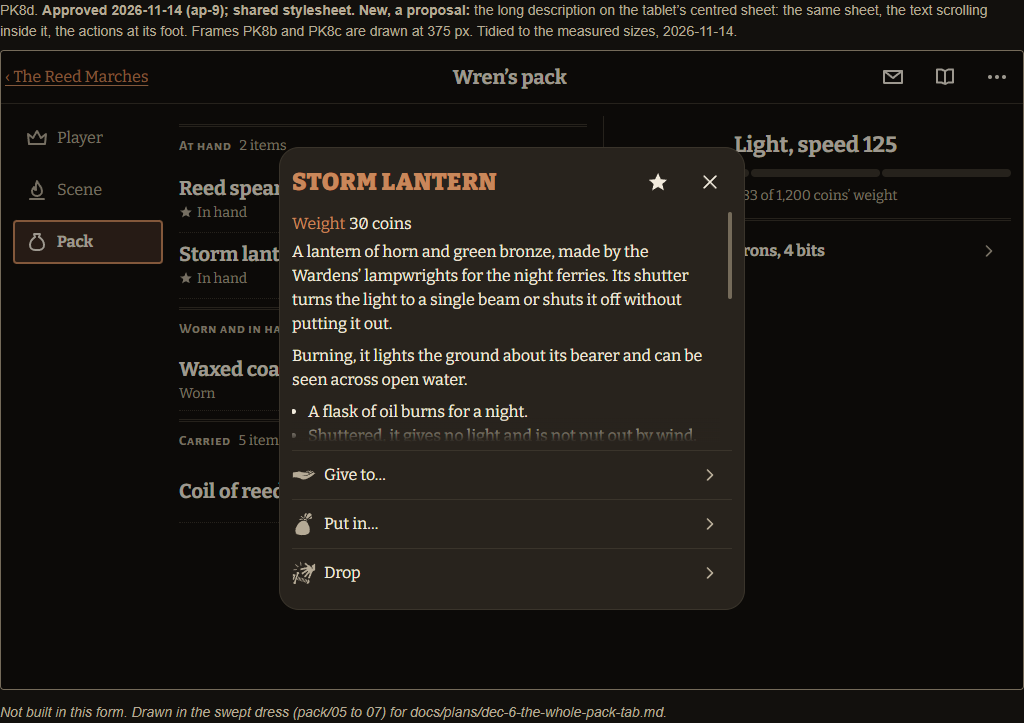 PK8d. Approved 2026-11-14 (ap-9); shared stylesheet. New, a proposal: the long description on the tablet's centred sheet: the same sheet, the text scrolling
inside it, the actions at its foot. Frames PK8b and PK8c are drawn at 375 px. Tidied to the measured sizes, 2026-11-14.
‹ The Reed Marches
Wren's pack
Player
Scene
Pack
AT HAND 2 items
Reed spear
★ In hand
Storm lant
★ In hand
WORN AND IN HA
Waxed coa
Worn
CARRIED 5 item
Coil of reed
STORM LANTERN
Weight 30 coins
A lantern of horn and green bronze, made by the
Wardens' lampwrights for the night ferries. Its shutter
turns the light to a single beam or shuts it off without
putting it out.
Burning, it lights the ground about its bearer and can be
seen across open water.
• A flask of oil burns for a night.
• Shuttered, it gives no light and is not put out by wind.
Give to…
Put in…
Drop
Light, speed 125
33 of 1,200 coins' weight
rons, 4 bits
Not built in this form. Drawn in the swept dress (pack/05 to 07) for docs/plans/dec-6-the-whole-pack-tab.md.